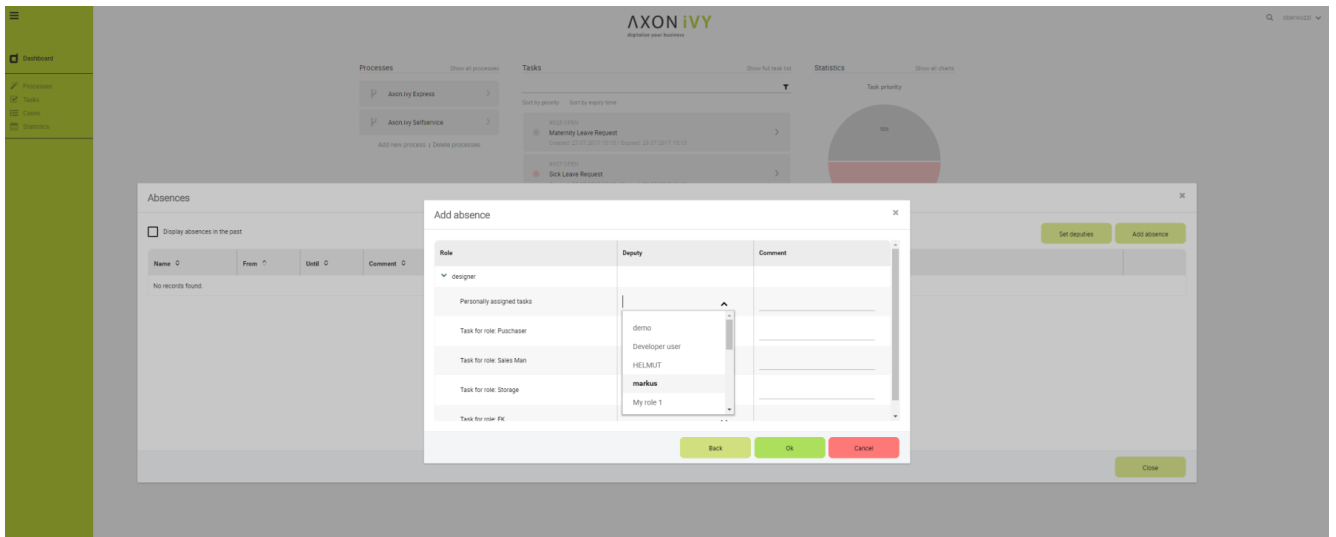 AXON iVY
digitalize your business
Dashboard
Processes
Tasks
Cases
Statistics
Processes Show all processes
Axon.ivy Express
Axon.ivy Selfservice
Add new process | Delete processes
Tasks Show full task list
Sort by priority Sort by expiry time
Maternity Leave Request
Sick Leave Request
Statistics Show all charts
Task priority
Absences
Display absences in the past
Set deputies
Add absence
Name From Until Comment
No records found.
Add absence
Role Deputy Comment
designer
Personally assigned tasks
Task for role: Puschaser
Task for role: Sales Man
Task for role: Storage
Task for role: FK
demo
Developer user
HELMUT
markus
My role 1
Back
Ok
Cancel
Close